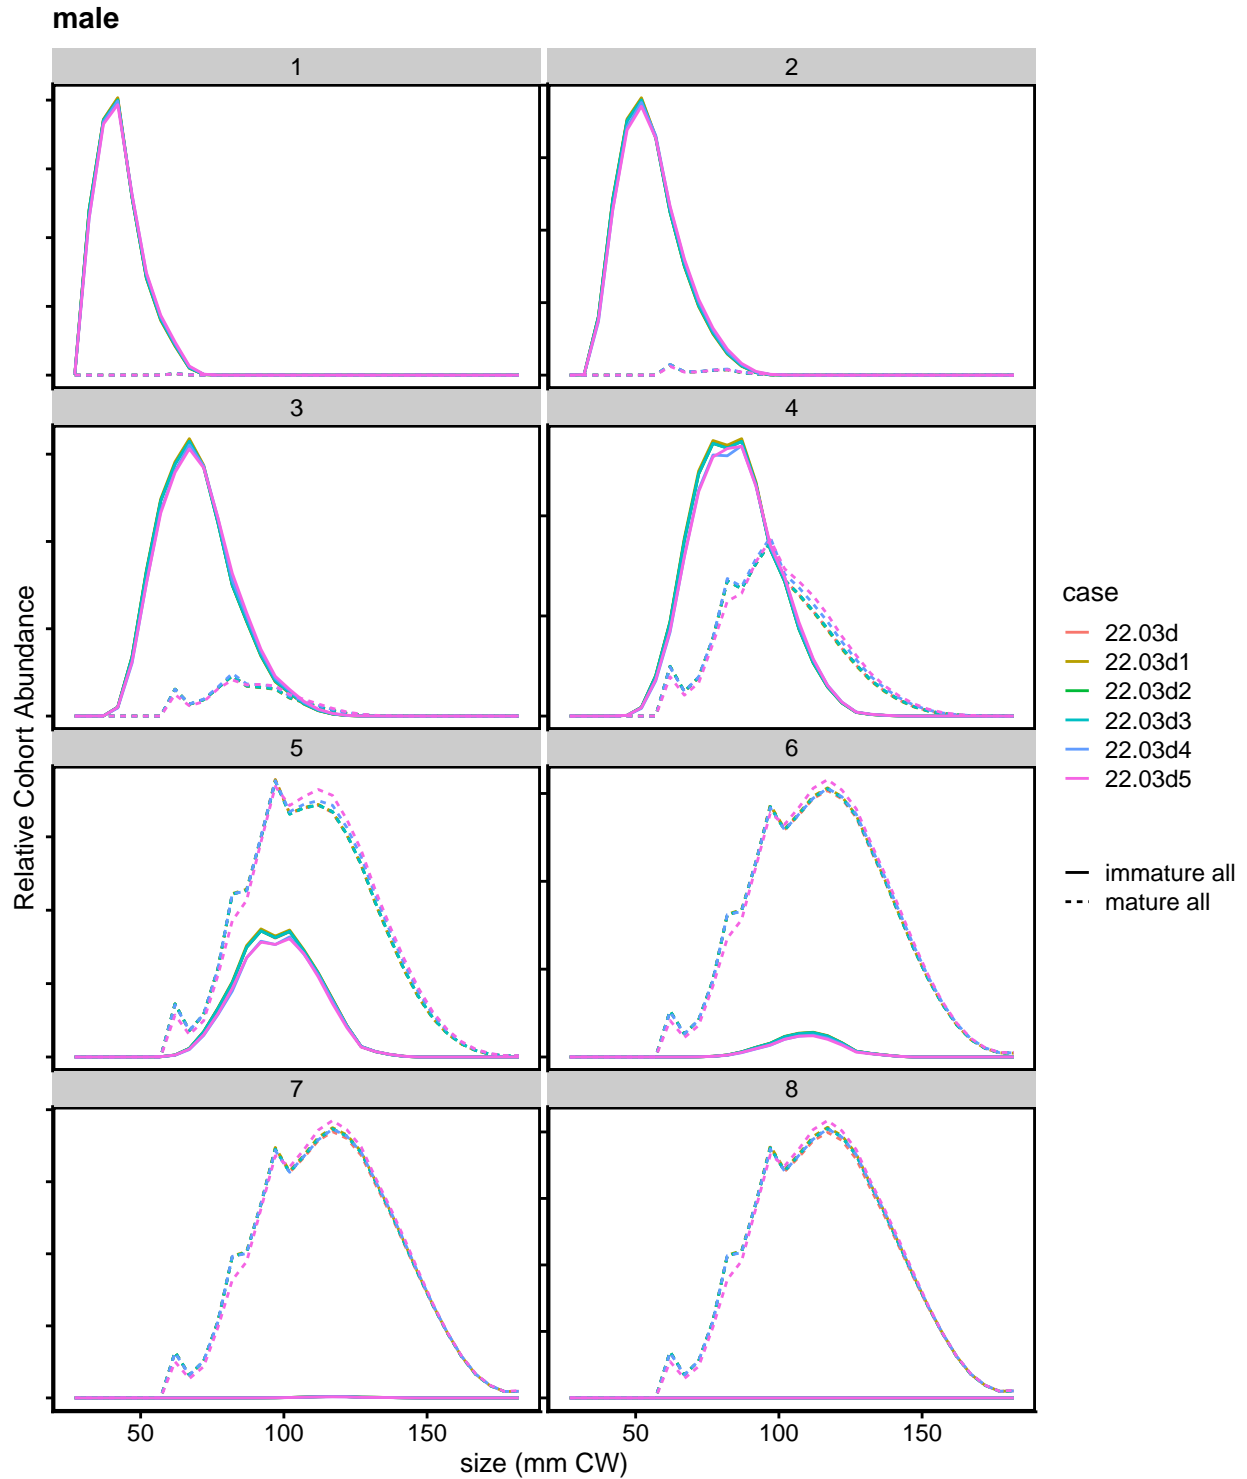 male
1
2
3
4
5
6
7
8
Relative Cohort Abundance
50
100
150
50
100
150
size (mm CW)
case
22.03d
22.03d1
22.03d2
22.03d3
22.03d4
22.03d5
immature all
mature all